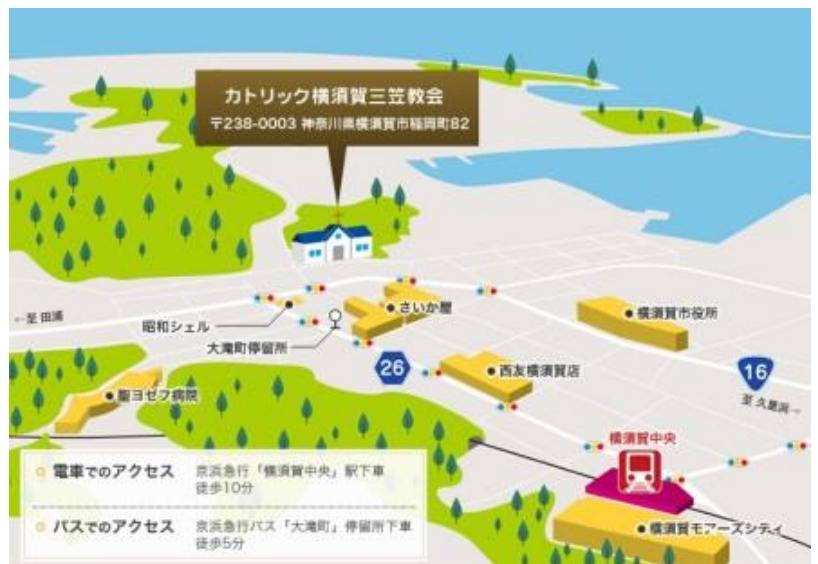 カトリック横須賀三笠教会
〒238-0003 神奈川県横須賀市稲岡町82
←至 田浦
昭和シェル
さいか屋
横須賀市役所
大滝町停留所
26
西友横須賀店
16
至 久里浜→
聖ヨゼフ病院
横須賀中央
電車でのアクセス 京浜急行「横須賀中央」駅下車
徒歩10分
バスでのアクセス 京浜急行バス「大滝町」停留所下車
徒歩5分
横須賀モアーズシティ